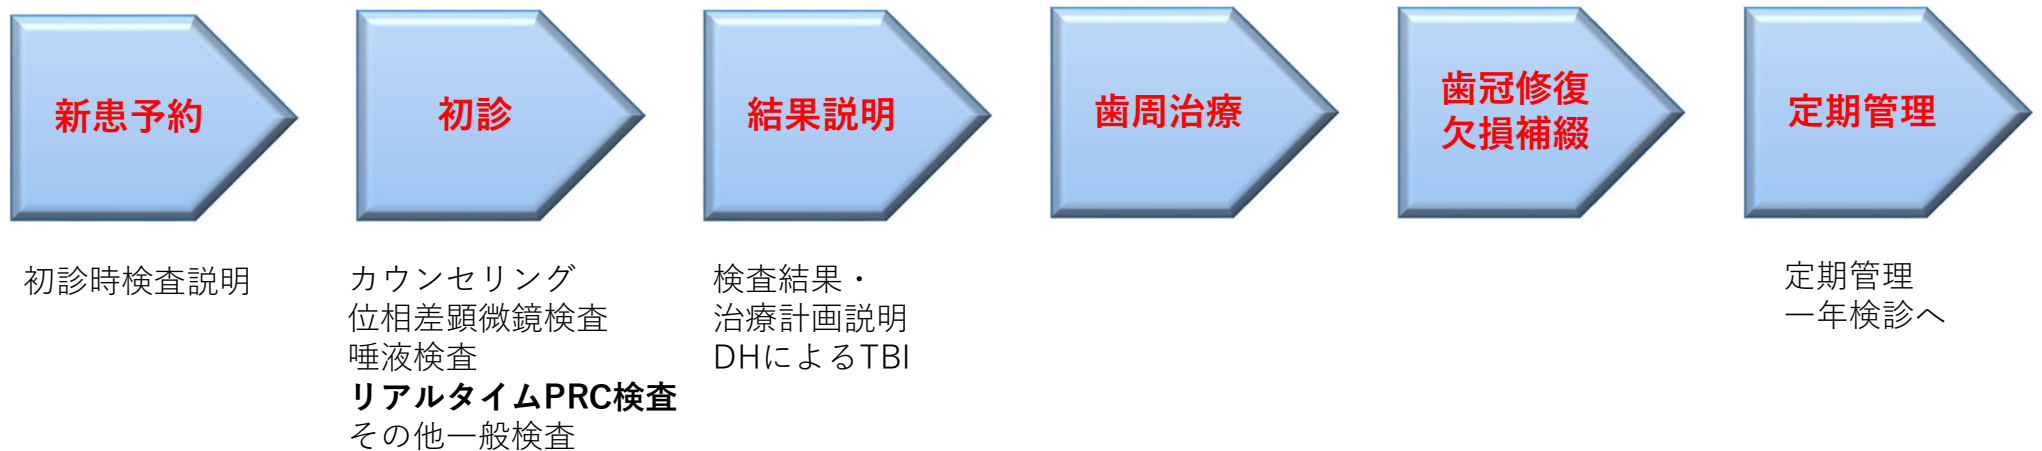 新患予約
初診
結果説明
歯周治療
歯冠修復
欠損補綴
定期管理
初診時検査説明
カウンセリング
位相差顕微鏡検査
唾液検査
リアルタイムPRC検査
その他一般検査
検査結果・
治療計画説明
DHによるTBI
定期管理
一年検診へ